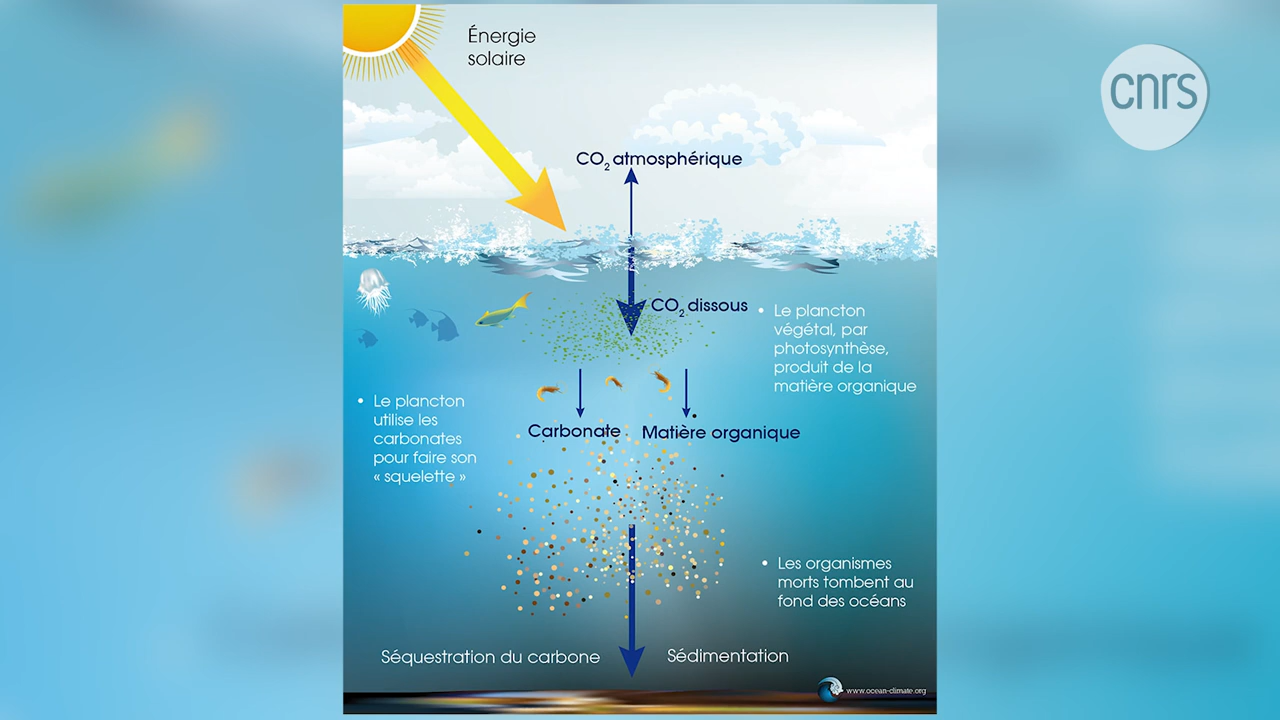 Énergie
solaire
cnrs
CO2 atmosphérique
CO2 dissous
• Le plancton
végétal, par
photosynthèse,
produit de la
matière organique
• Le plancton
utilise les
carbonates
pour faire son
« squelette »
Carbonate
Matière organique
• Les organismes
morts tombent au
fond des océans
Séquestration du carbone
Sédimentation
www.ocean-climate.org